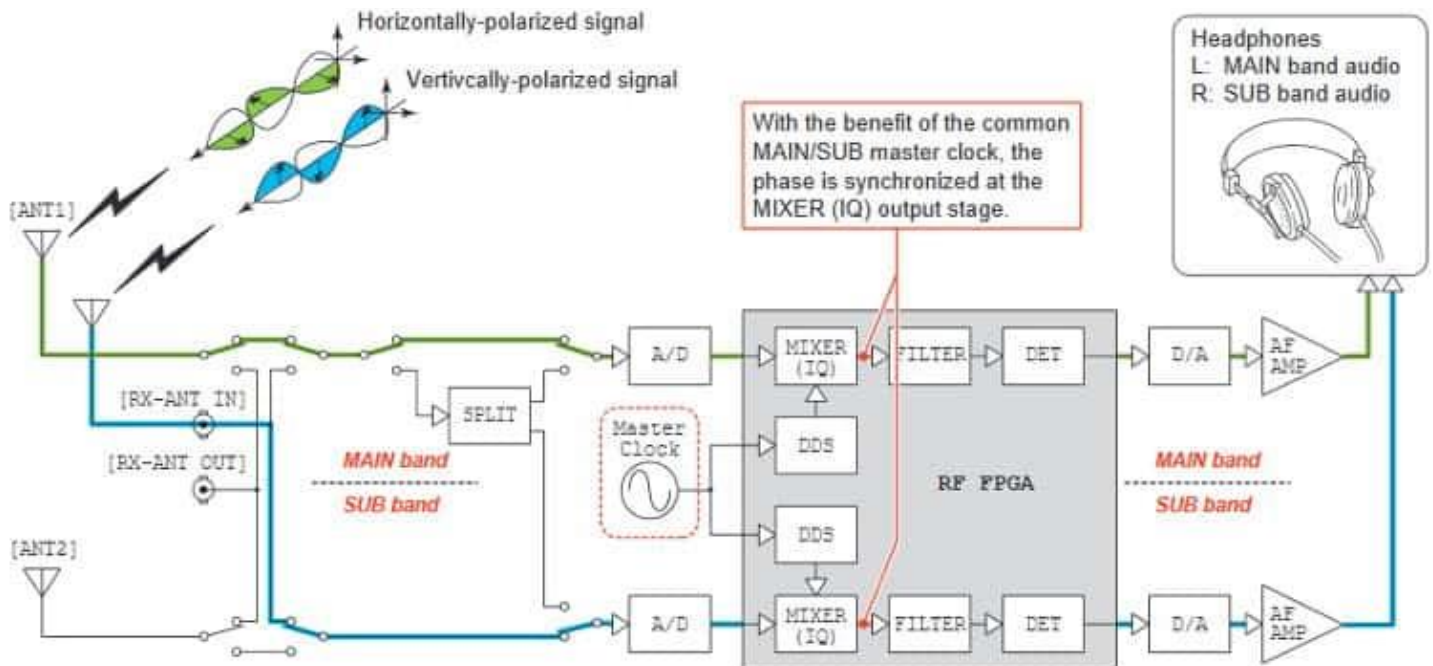 Horizontally-polarized signal
Vertivcally-polarized signal
Headphones
L: MAIN band audio
R: SUB band audio
With the benefit of the common
MAIN/SUB master clock, the
phase is synchronized at the
MIXER (IQ) output stage.
[ANT1]
A/D
MIXER
(IQ)
FILTER
DET
D/A
AF
AMP
[RX-ANT IN]
SPLIT
Master
Clock
DDS
[RX-ANT OUT]
MAIN band
SUB band
RF FPGA
MAIN band
SUB band
DDS
[ANT2]
A/D
MIXER
(IQ)
FILTER
DET
D/A
AF
AMP